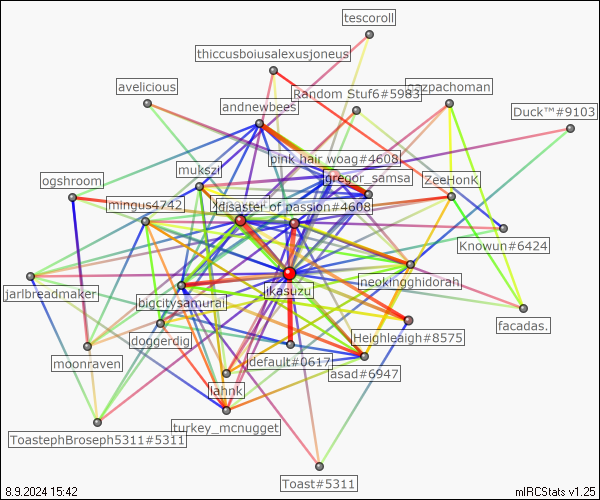 tescoroll
thiccusboiusalexusjoneus
avelicious
Random Stuf6#5983
andnewbees
Duck™#9103
pink hair woag#4608
mukszi
gregor_samsa
ogshroom
ZeeHonK
mingus4742
disaster of passion#4608
Knowun#6424
neokingghidorah
jarlbreadmaker
bigcitysamurai
iKasuzu
facadas.
doggerdig
Heighleaigh#8575
default#0617
moonraven
asad#6947
lahnk
turkey_mcnugget
ToastephBroseph5311#5311
Toast#5311
8.9.2024 15:42
mIRCStats v1.25